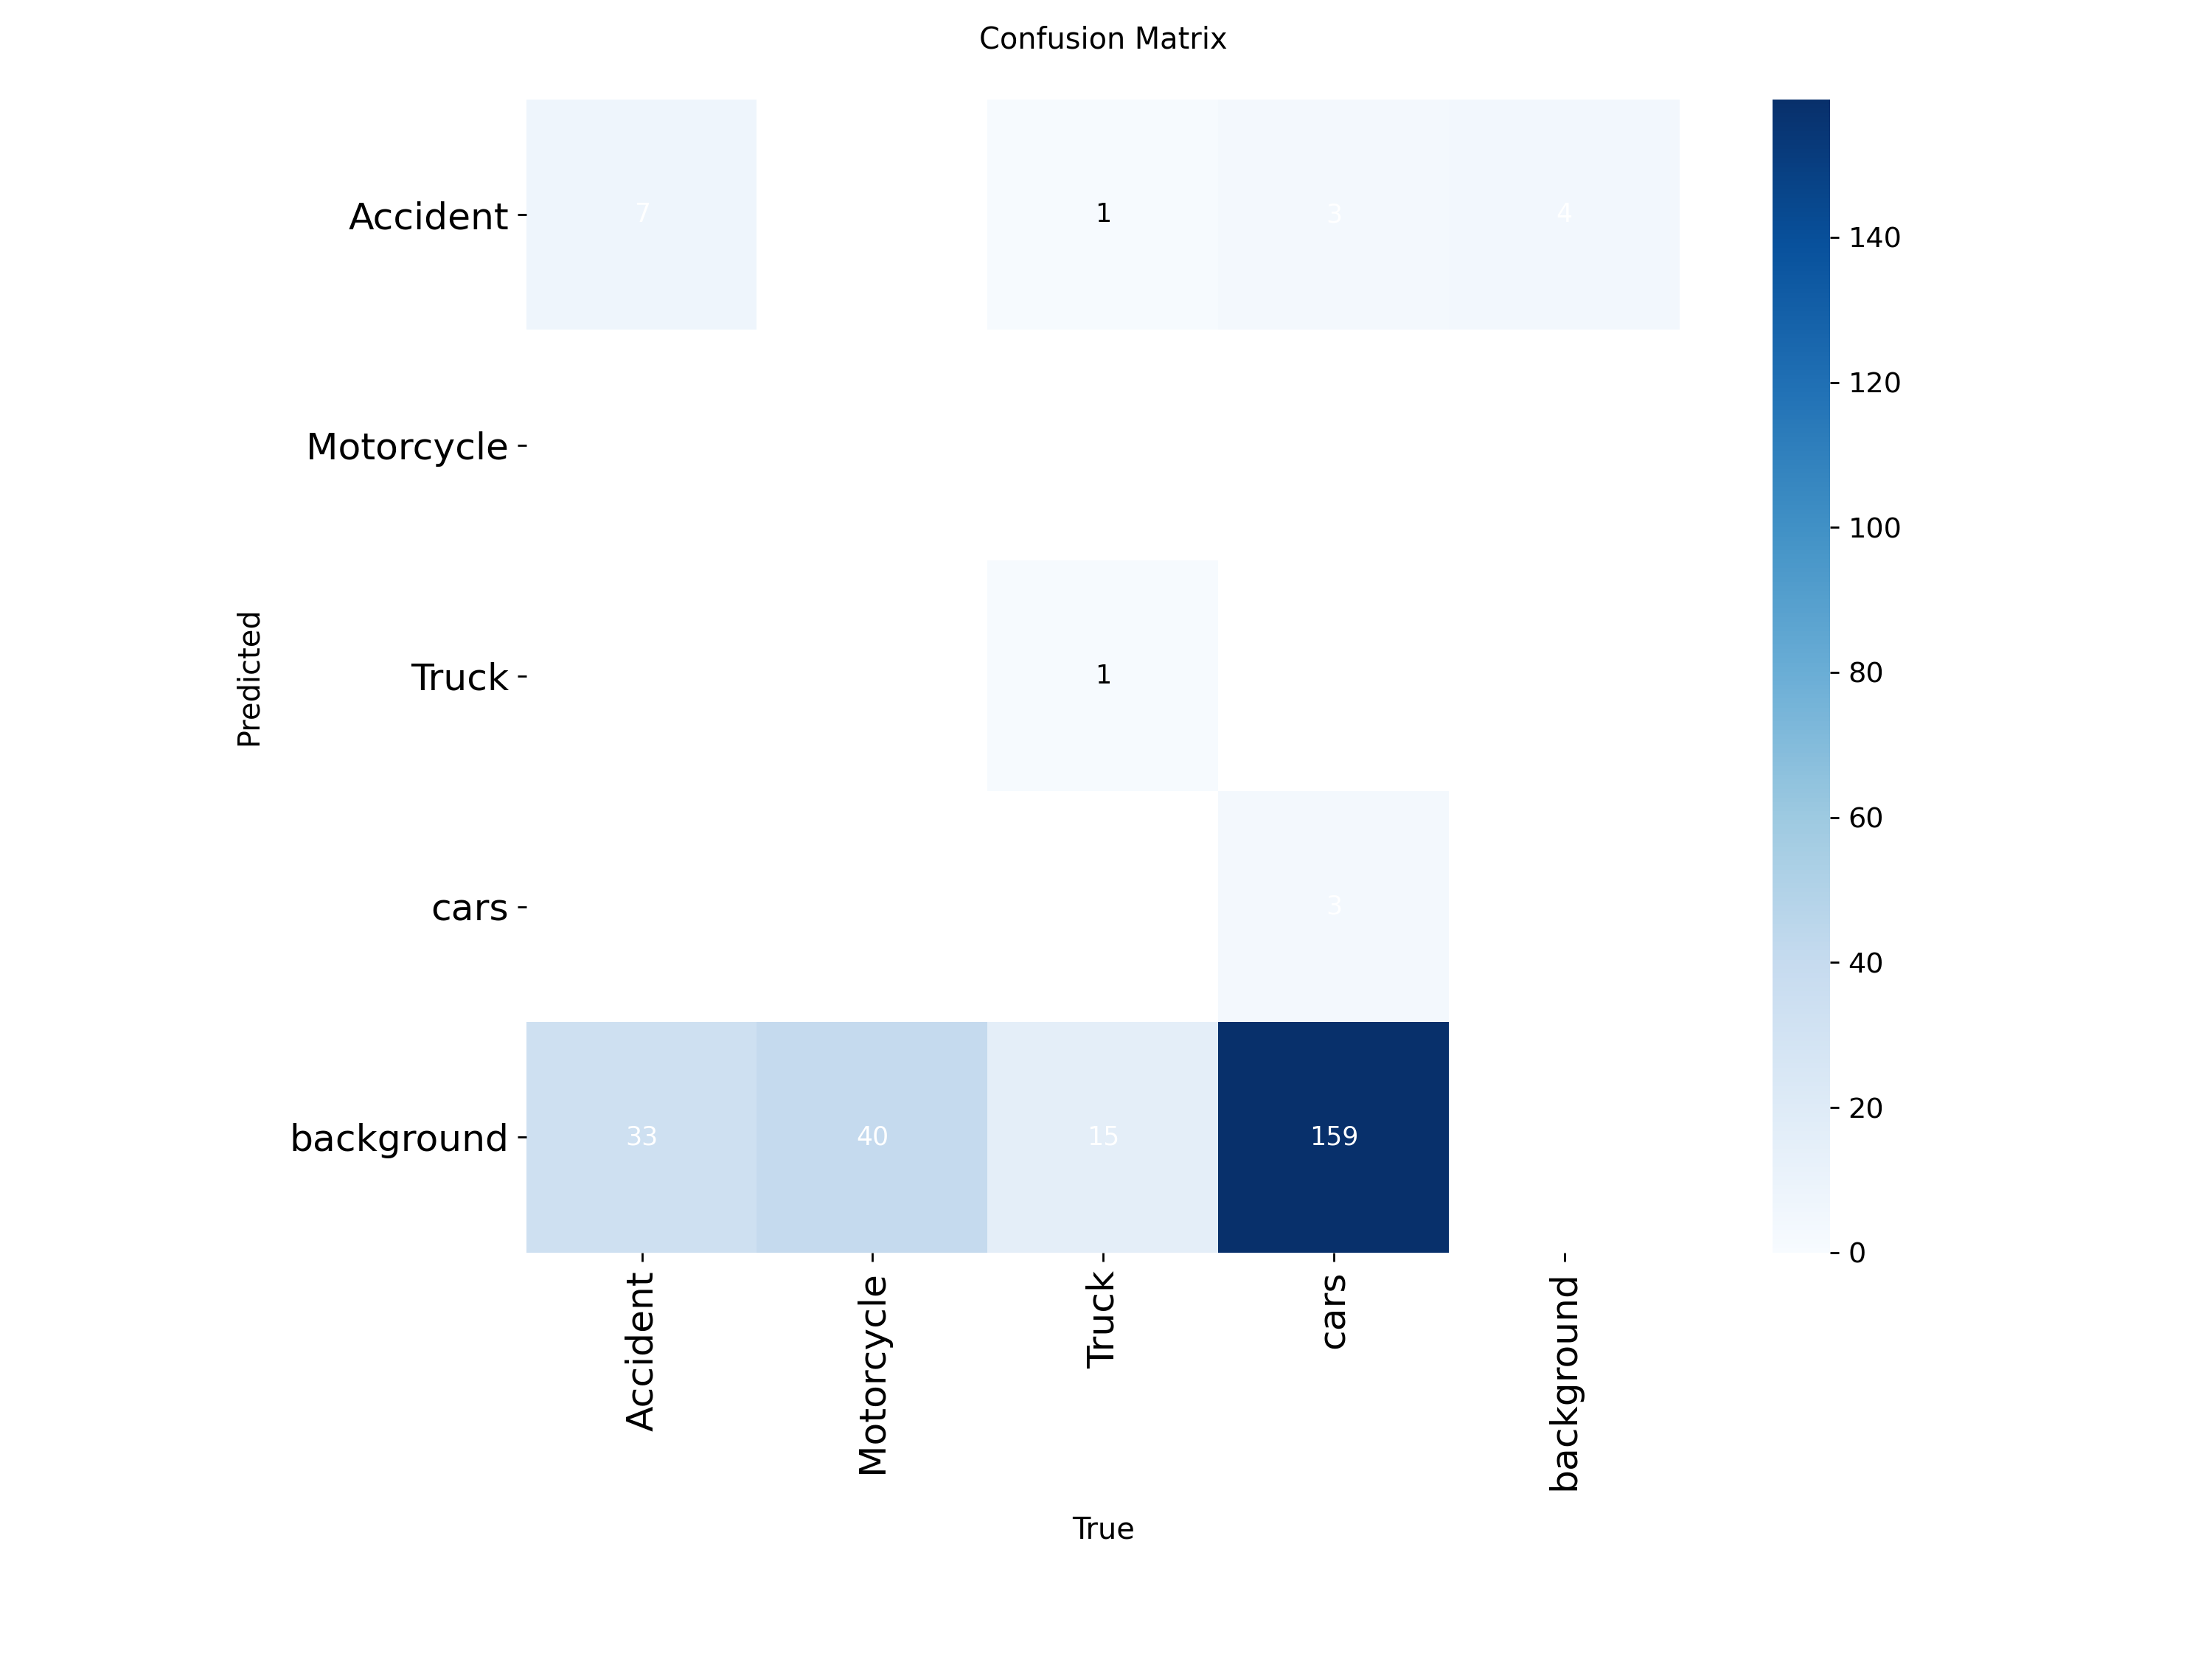 Confusion Matrix
Accident
7
1
3
4
140
120
Motorcycle
100
Predicted
Truck
1
80
60
cars
3
40
20
background
33
40
15
159
0
Accident
Motorcycle
Truck
cars
background
True